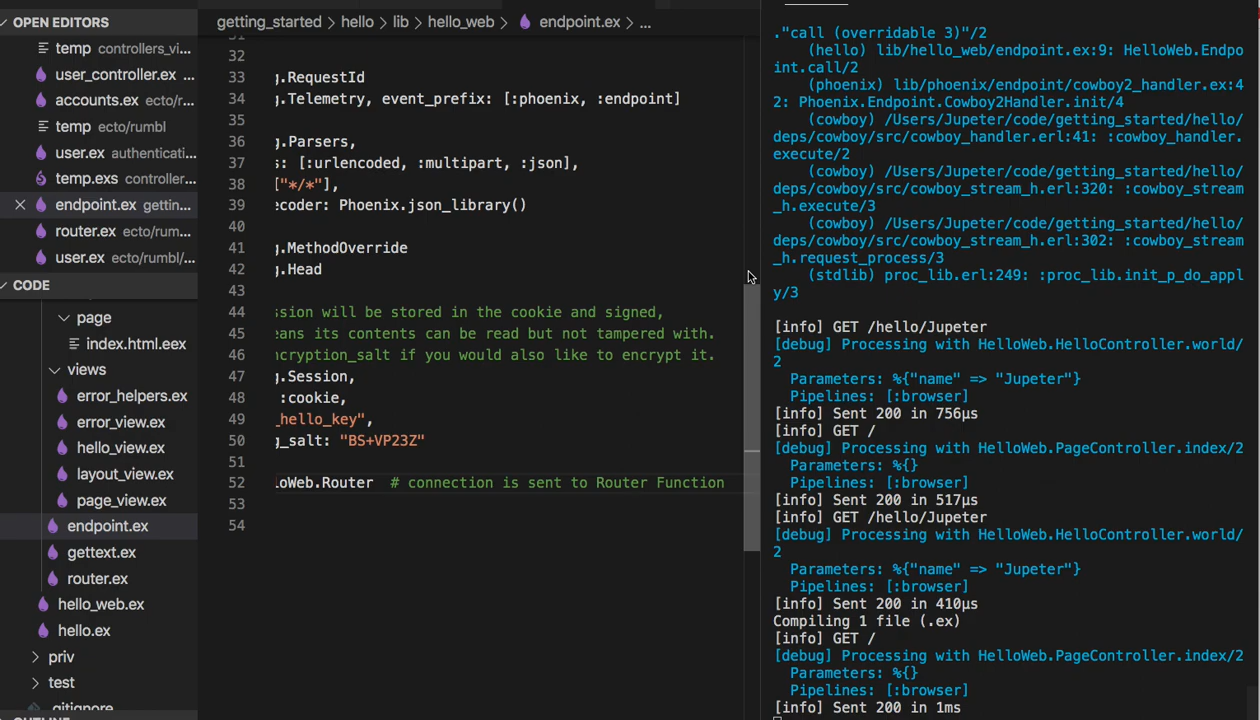 OPEN EDITORS
temp controllers_vi...
user_controller.ex ...
accounts.ex ecto/r...
temp ecto/rumbl
user.ex authenticati...
temp.exs controller...
endpoint.ex gettin...
router.ex ecto/rum...
user.ex ecto/rumbl/...
CODE
page
index.html.eex
views
error_helpers.ex
error_view.ex
hello_view.ex
layout_view.ex
page_view.ex
endpoint.ex
gettext.ex
router.ex
hello_web.ex
hello.ex
priv
test
.gitignore
OUTLINE
getting_started > hello > lib > hello_web > endpoint.ex > ...
31
32
33 g.RequestId
34 g.Telemetry, event_prefix: [:phoenix, :endpoint]
35
36 g.Parsers,
37 s: [:urlencoded, :multipart, :json],
38 ["*/*"],
39 ecoder: Phoenix.json_library()
40
41 g.MethodOverride
42 g.Head
43
44 ssion will be stored in the cookie and signed,
45 eans its contents can be read but not tampered with.
46 ncryption_salt if you would also like to encrypt it.
47 g.Session,
48 :cookie,
49 _hello_key",
50 g_salt: "BS+VP23Z"
51
52 loWeb.Router # connection is sent to Router Function
53
54
."call (overridable 3)"/2
(hello) lib/hello_web/endpoint.ex:9: HelloWeb.Endpo
int.call/2
(phoenix) lib/phoenix/endpoint/cowboy2_handler.ex:4
2: Phoenix.Endpoint.Cowboy2Handler.init/4
(cowboy) /Users/Jupeter/code/getting_started/hello/
deps/cowboy/src/cowboy_handler.erl:41: :cowboy_handler.
execute/2
(cowboy) /Users/Jupeter/code/getting_started/hello/
deps/cowboy/src/cowboy_stream_h.erl:320: :cowboy_stream
_h.execute/3
(cowboy) /Users/Jupeter/code/getting_started/hello/
deps/cowboy/src/cowboy_stream_h.erl:302: :cowboy_stream
_h.request_process/3
(stdlib) proc_lib.erl:249: :proc_lib.init_p_do_appl
y/3
[info] GET /hello/Jupeter
[debug] Processing with HelloWeb.HelloController.world/
2
Parameters: %{"name" => "Jupeter"}
Pipelines: [:browser]
[info] Sent 200 in 756µs
[info] GET /
[debug] Processing with HelloWeb.PageController.index/2
Parameters: %{}
Pipelines: [:browser]
[info] Sent 200 in 517µs
[info] GET /hello/Jupeter
[debug] Processing with HelloWeb.HelloController.world/
2
Parameters: %{"name" => "Jupeter"}
Pipelines: [:browser]
[info] Sent 200 in 410µs
Compiling 1 file (.ex)
[info] GET /
[debug] Processing with HelloWeb.PageController.index/2
Parameters: %{}
Pipelines: [:browser]
[info] Sent 200 in 1ms